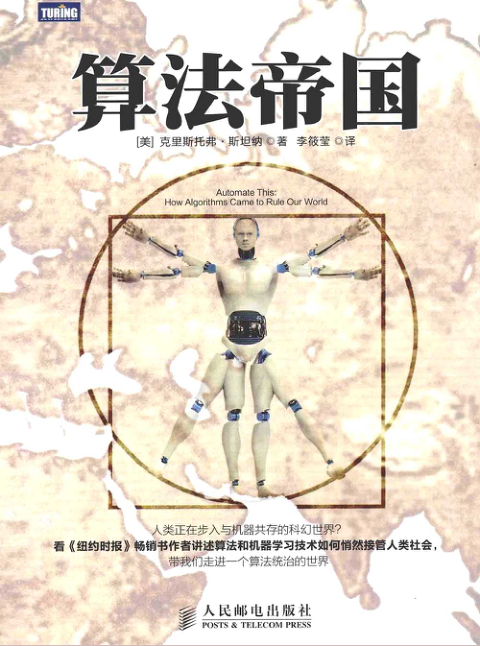 TURING
算法帝国
[美] 克里斯托弗·斯坦纳 著 李筱莹 译
Automate This:
How Algorithms Came to Rule Our World
人类正在步入与机器共存的科幻世界?
看《纽约时报》畅销书作者讲述算法和机器学习技术如何悄然接管人类社会,
带我们走进一个算法统治的世界
人民邮电出版社
POSTS & TELECOM PRESS